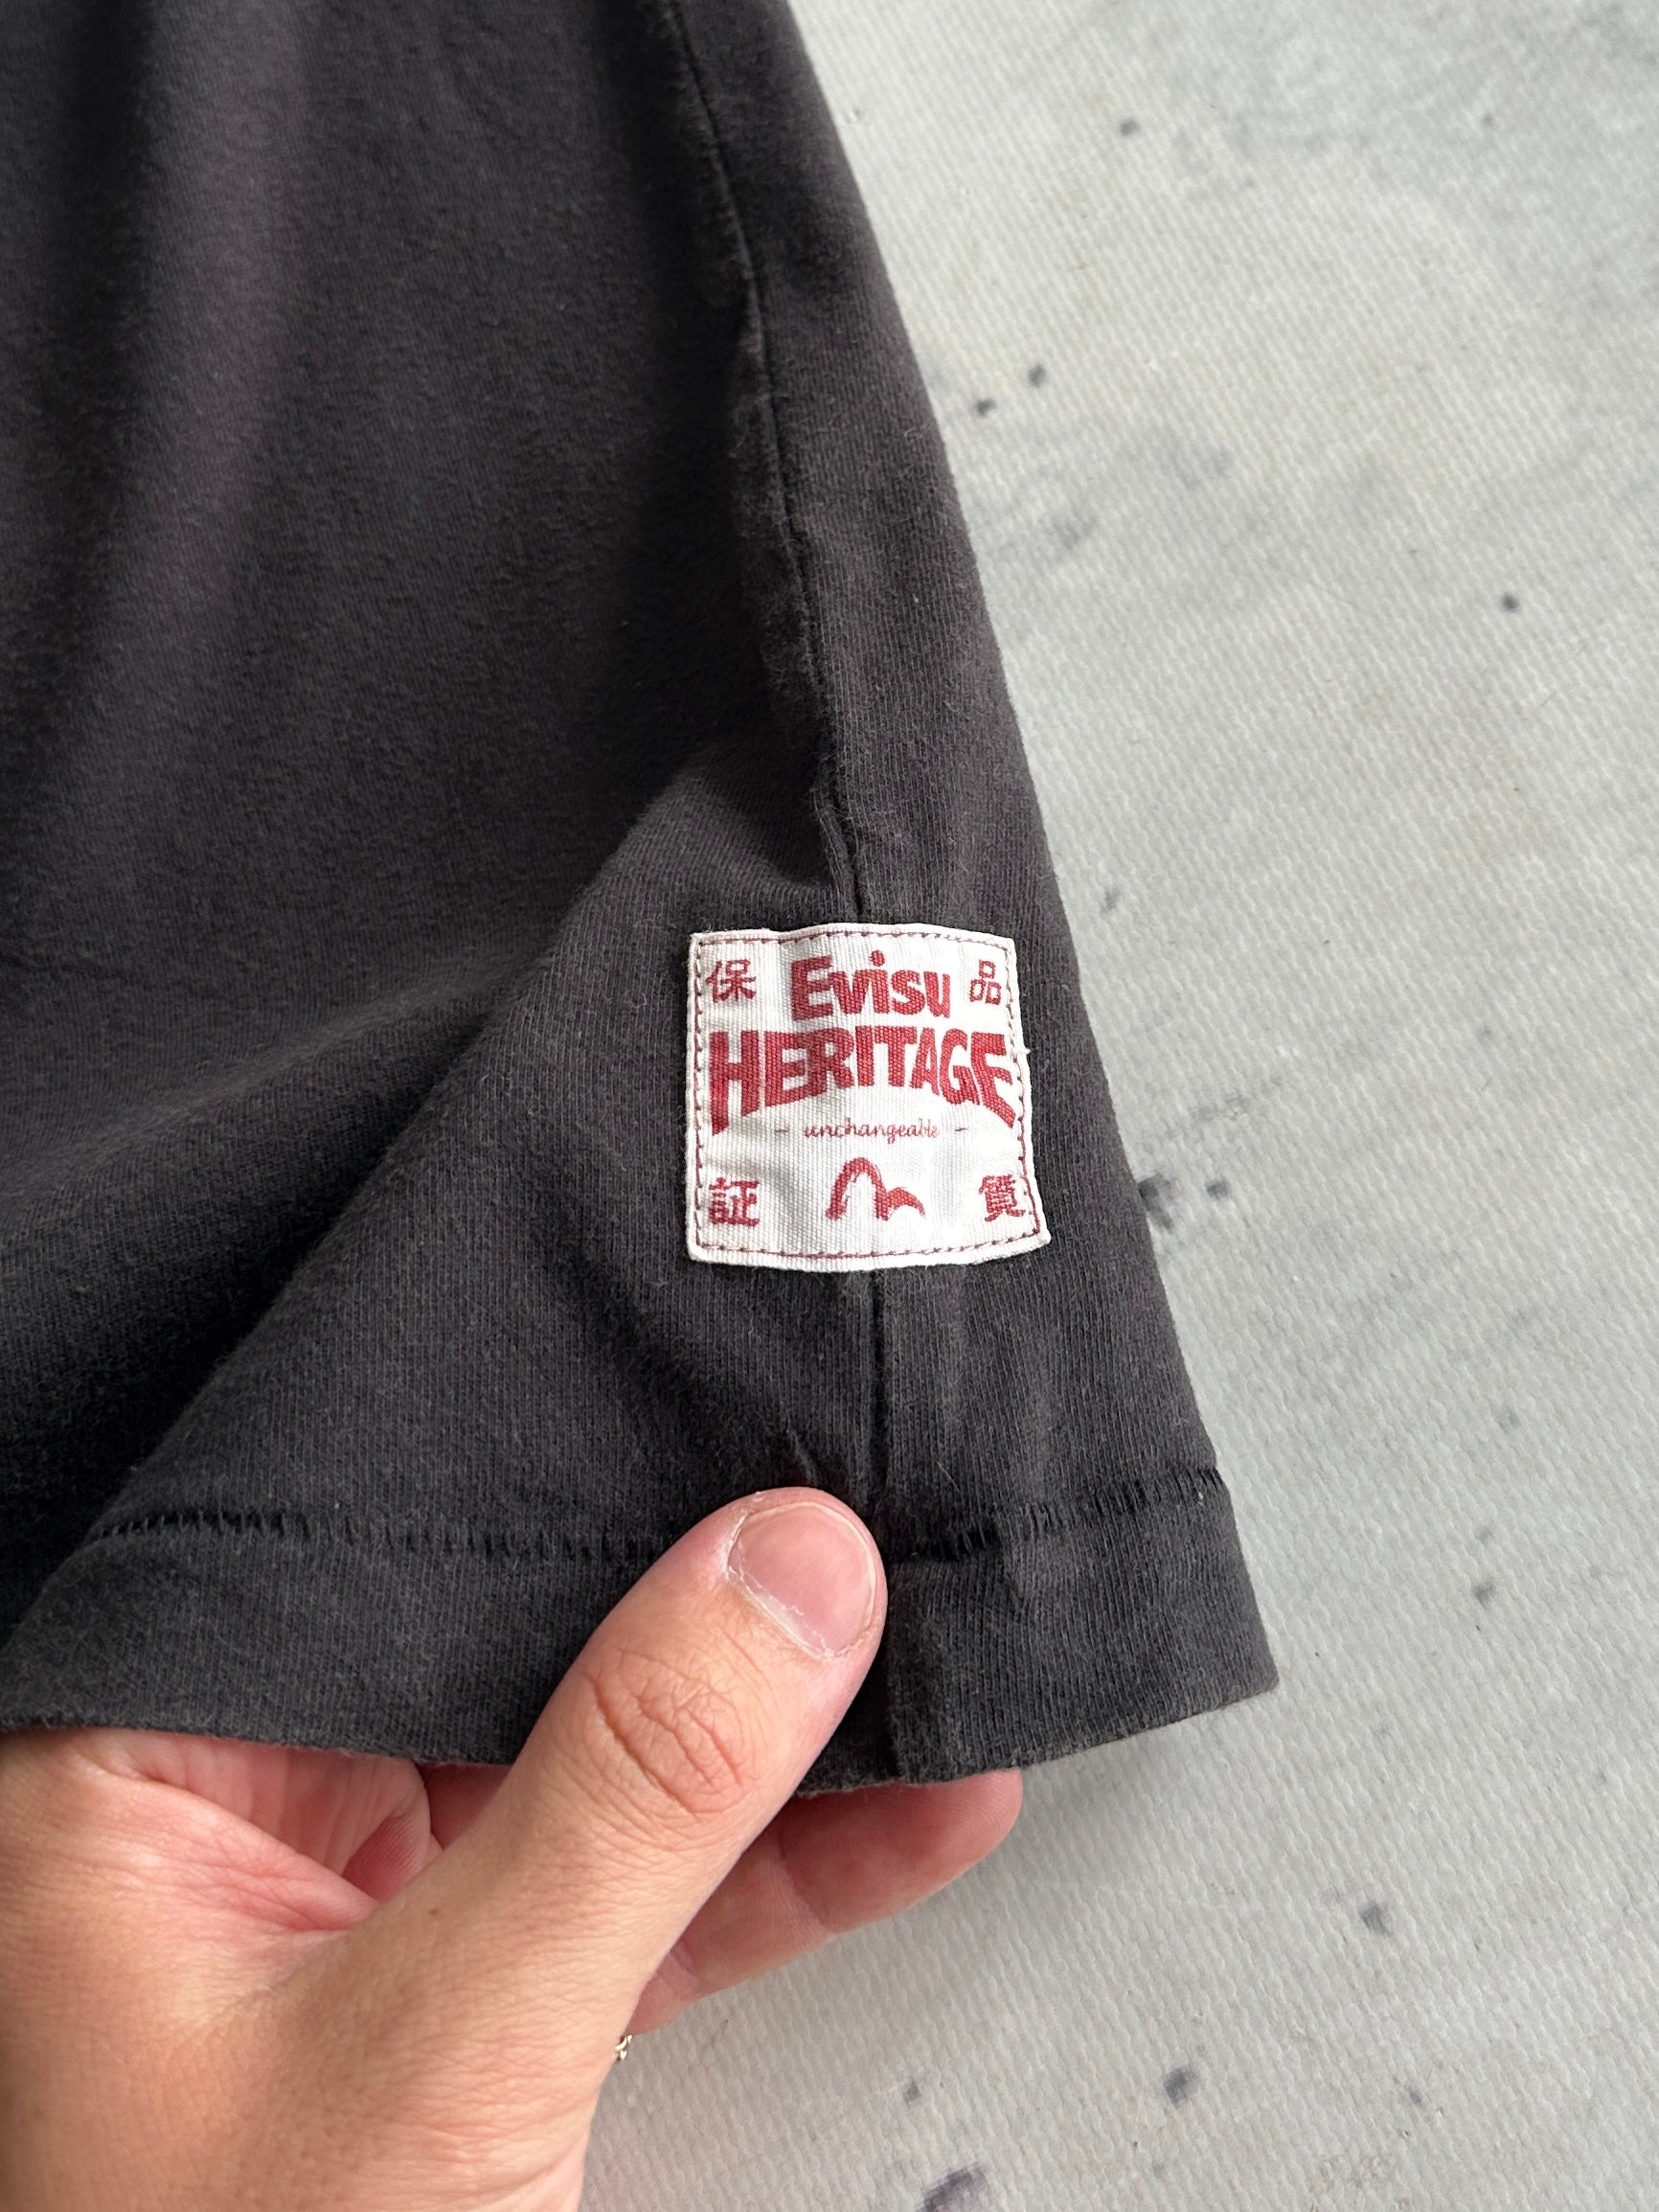 保 Evisu 品
HERITAGE
- unchangeable -
証 質